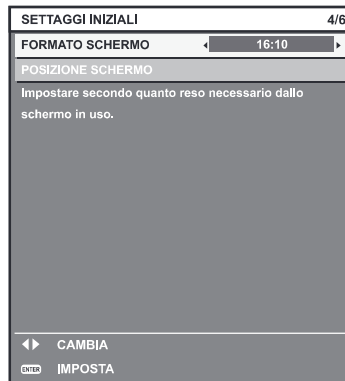 SETTAGGI INIZIALI 4/6
FORMATO SCHERMO 16:10
POSIZIONE SCHERMO
Impostare secondo quanto reso necessario dallo
schermo in uso.
CAMBIA
ENTER IMPOSTA